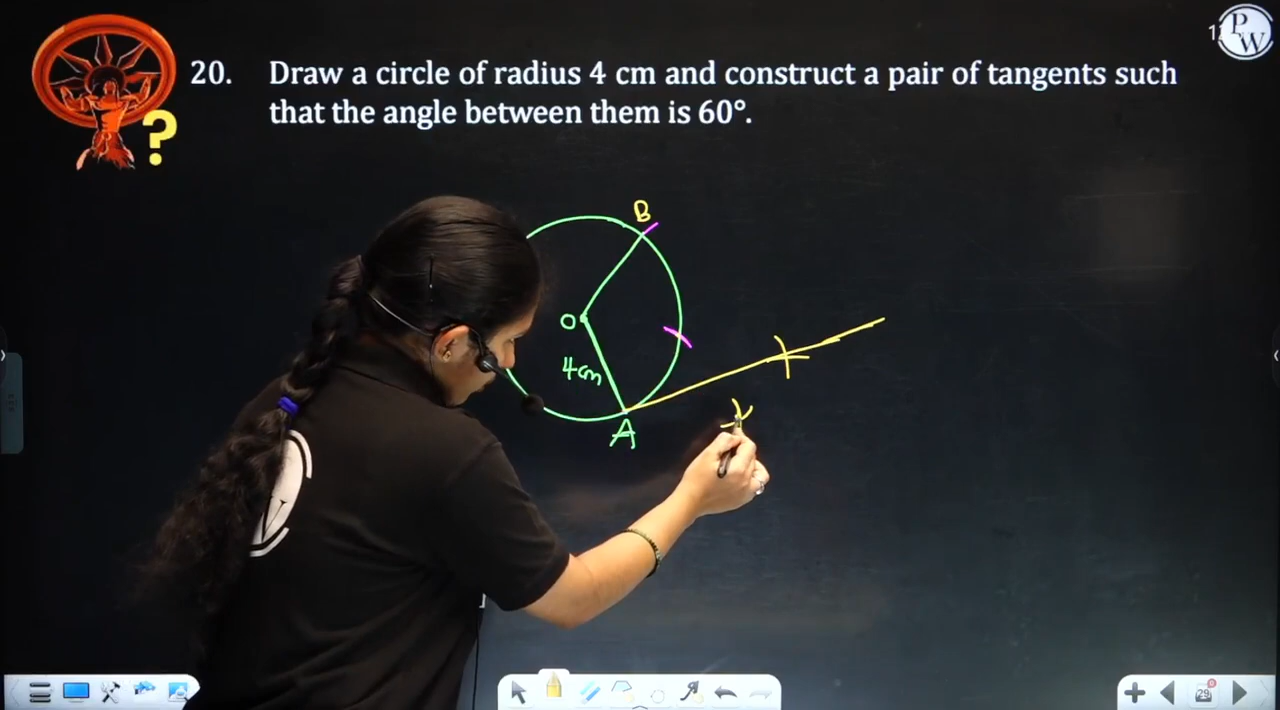 PW
20. Draw a circle of radius 4 cm and construct a pair of tangents such
that the angle between them is 60°.
?
B
O
4cm
A
29